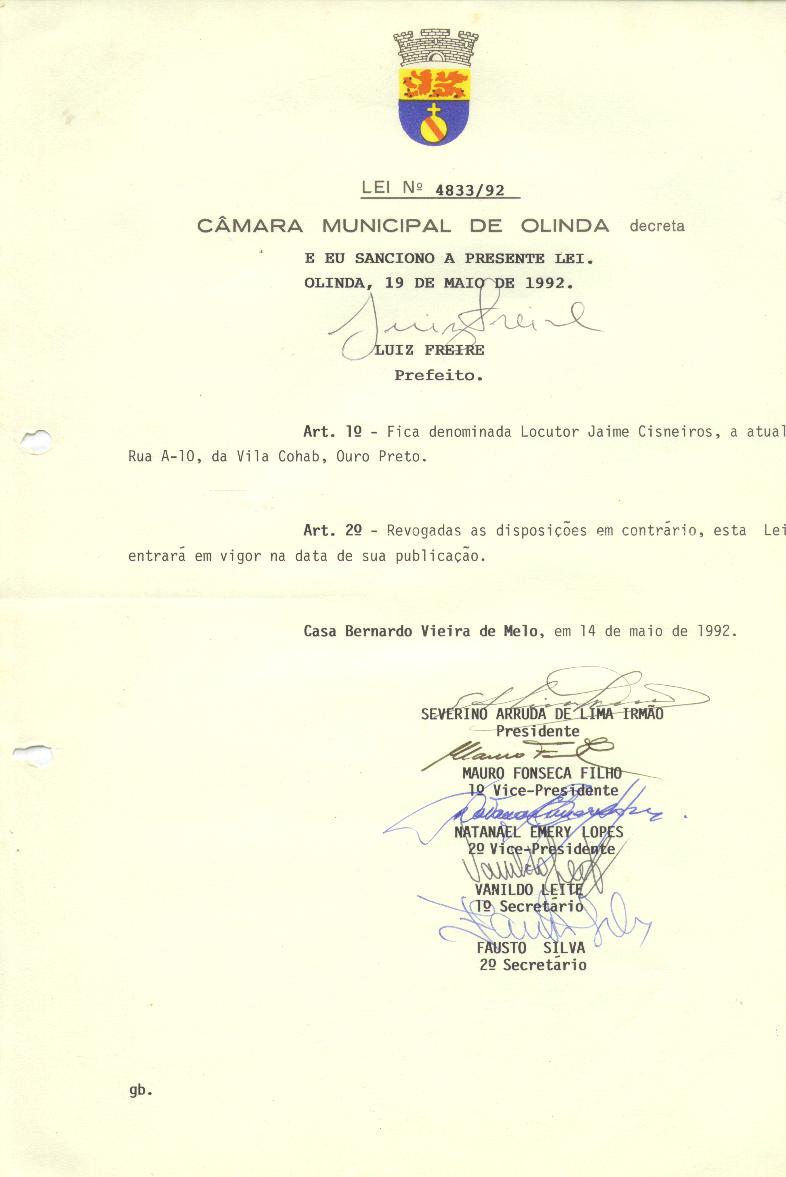 LEI Nº 4833/92
CÂMARA MUNICIPAL DE OLINDA decreta
E EU SANCIONO A PRESENTE LEI.
OLINDA, 19 DE MAIO DE 1992.
Luiz Freire
LUIZ FREIRE
Prefeito.
Art. 1º - Fica denominada Locutor Jaime Cisneiros, a atual
Rua A-10, da Vila Cohab, Ouro Preto.
Art. 2º - Revogadas as disposições em contrário, esta Lei
entrará em vigor na data de sua publicação.
Casa Bernardo Vieira de Melo, em 14 de maio de 1992.
SEVERINO ARRUDA DE LIMA IRMÃO
Presidente
MAURO FONSECA FILHO
1º Vice-Presidente
NATANAEL EMERY LOPES
2º Vice-Presidente
Vanildo Leite
VANILDO LEITE
1º Secretário
Fausto Silva
FAUSTO SILVA
2º Secretário
gb.